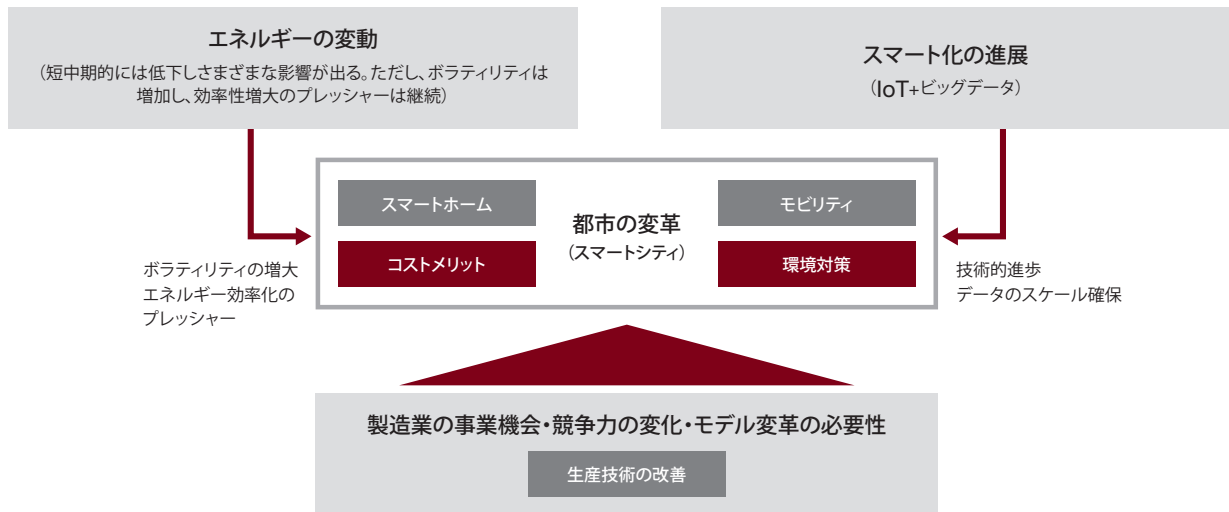 エネルギーの変動
（短中期的には低下しさまざまな影響が出る。ただし、ボラティリティは
増加し、効率性増大のプレッシャーは継続）
スマート化の進展
（IoT+ビッグデータ）
スマートホーム
コストメリット
都市の変革
（スマートシティ）
モビリティ
環境対策
ボラティリティの増大
エネルギー効率化の
プレッシャー
技術的進歩
データのスケール確保
製造業の事業機会・競争力の変化・モデル変革の必要性
生産技術の改善